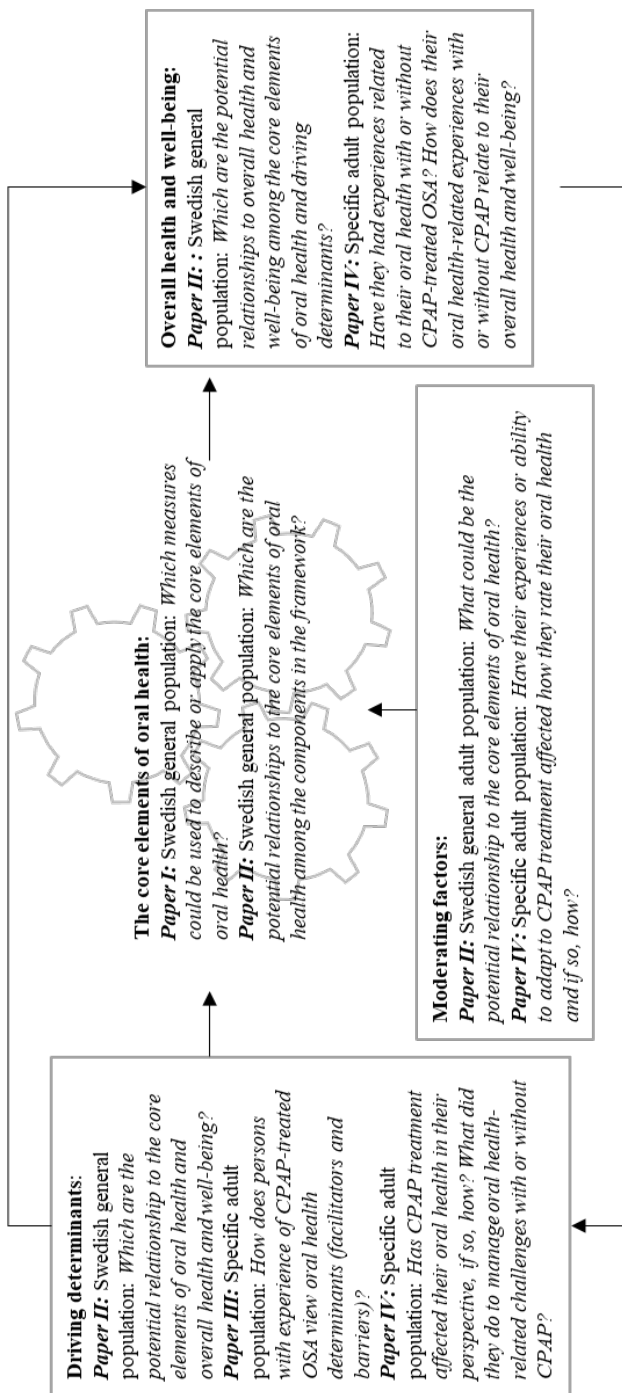 Driving determinants:
Paper II: Swedish general
population: Which are the
potential relationship to the core
elements of oral health and
overall health and well-being?
Paper III: Specific adult
population: How does persons
with experience of CPAP-treated
OSA view oral health
determinants (facilitators and
barriers)?
Paper IV: Specific adult
population: Has CPAP treatment
affected their oral health in their
perspective, if so, how? What did
they do to manage oral health-
related challenges with or without
CPAP?
The core elements of oral health:
Paper I: Swedish general population: Which measures
could be used to describe or apply the core elements of
oral health?
Paper II: Swedish general population: Which are the
potential relationships to the core elements of oral
health among the components in the framework?
Moderating factors:
Paper II: Swedish general adult population: What could be the
potential relationship to the core elements of oral health?
Paper IV: Specific adult population: Have their experiences or ability
to adapt to CPAP treatment affected how they rate their oral health
and if so, how?
Overall health and well-being:
Paper II: : Swedish general
population: Which are the potential
relationships to overall health and
well-being among the core elements
of oral health and driving
determinants?
Paper IV: Specific adult population:
Have they had experiences related
to their oral health with or without
CPAP-treated OSA? How does their
oral health-related experiences with
or without CPAP relate to their
overall health and well-being?